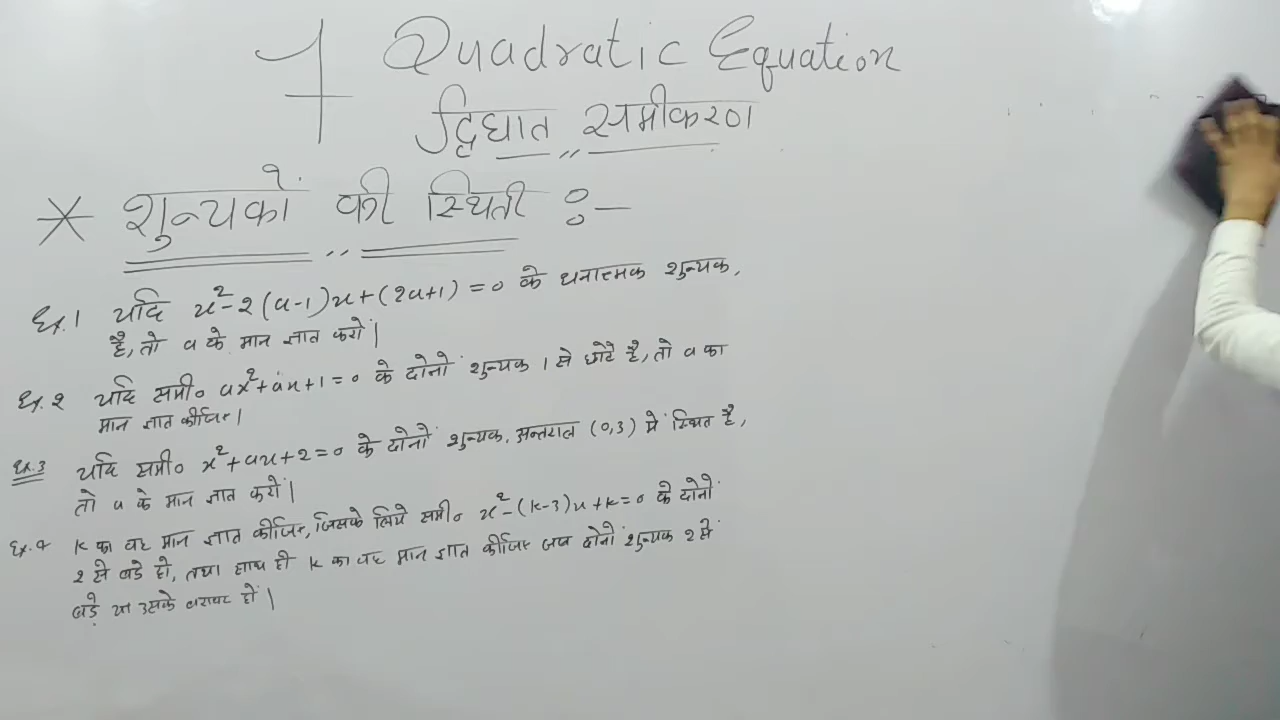 Quadratic Equation
द्विघात समीकरण
* शुन्यकों की स्थिती :-
Ex.1 यदि x²-2(a-1)x+(2a+1)=0 के धनात्मक शुन्यक,
है, तो a के मान ज्ञात करो।
Ex.2 यदि समी० ax²+ax+1=0 के दोनो शुन्यक 1 से छोटे है, तो a का
मान ज्ञात कीजिए।
Ex.3 यदि समी० x²+ax+2=0 के दोनों शुन्यक, अन्तराल (0,3) मे स्थित है,
तो a के मान ज्ञात करो।
Ex.4 k का वह मान ज्ञात कीजिए, जिसके लिये समी० x²-(k-3)x+k=0 के दोनो
2 से बडे हो, तथा साथ ही k का वह मान ज्ञात कीजिए जब दोनों शुन्यक 2 से
बडे या उसके बराबर हों।